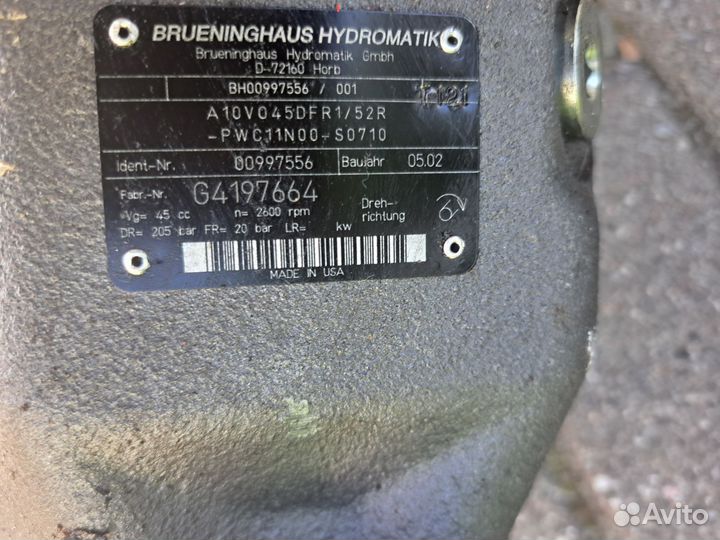 BRUENINGHAUS HYDROMATIK
Brueninghaus Hydromatik Gmbh
D-72160 Horb
BH00997556 / 001
T121
A10VO45DFR1/52R
-PWC11N00-S0710
Ident-Nr. 00997556 Baujahr 05.02
Fabr.-Nr. G4197664
Vg= 45 cc n= 2600 rpm Dreh-
richtung
DR= 205 bar FR= 20 bar LR= kw
MADE IN USA
Avito